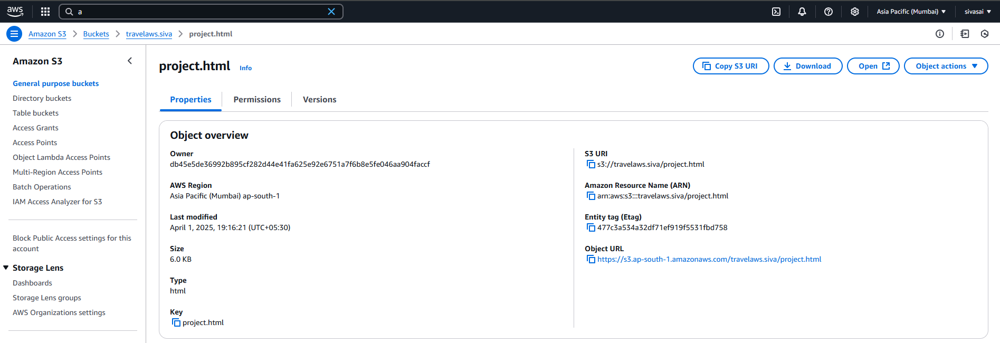 aws
a
Asia Pacific (Mumbai)
sivasai
Amazon S3
Buckets
travelaws.siva
project.html
Amazon S3
General purpose buckets
Directory buckets
Table buckets
Access Grants
Access Points
Object Lambda Access Points
Multi-Region Access Points
Batch Operations
IAM Access Analyzer for S3
Block Public Access settings for this
account
Storage Lens
Dashboards
Storage Lens groups
AWS Organizations settings
project.html
Info
Copy S3 URI
Download
Open
Object actions
Properties
Permissions
Versions
Object overview
Owner
db45e5de36992b895cf282d44e41fa625e92e6751a7f6b8e5fe046aa904faccf
AWS Region
Asia Pacific (Mumbai) ap-south-1
Last modified
April 1, 2025, 19:16:21 (UTC+05:30)
Size
6.0 KB
Type
html
Key
project.html
S3 URI
s3://travelaws.siva/project.html
Amazon Resource Name (ARN)
arn:aws:s3:::travelaws.siva/project.html
Entity tag (Etag)
477c3a534a32df71ef919f5531fbd758
Object URL
https://s3.ap-south-1.amazonaws.com/travelaws.siva/project.html